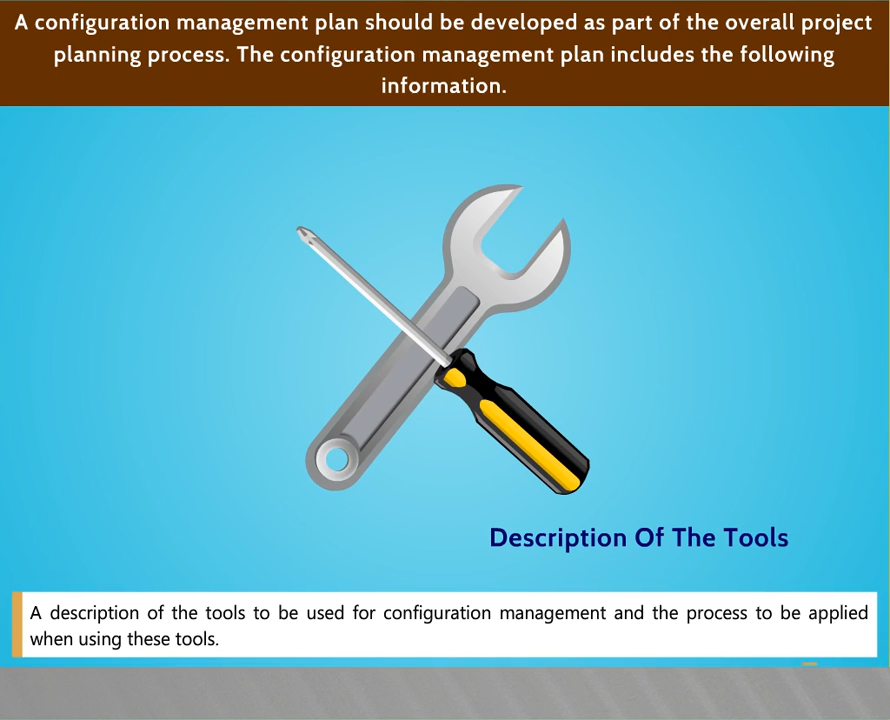 A configuration management plan should be developed as part of the overall project
planning process. The configuration management plan includes the following
information.
Description Of The Tools
A description of the tools to be used for configuration management and the process to be applied
when using these tools.